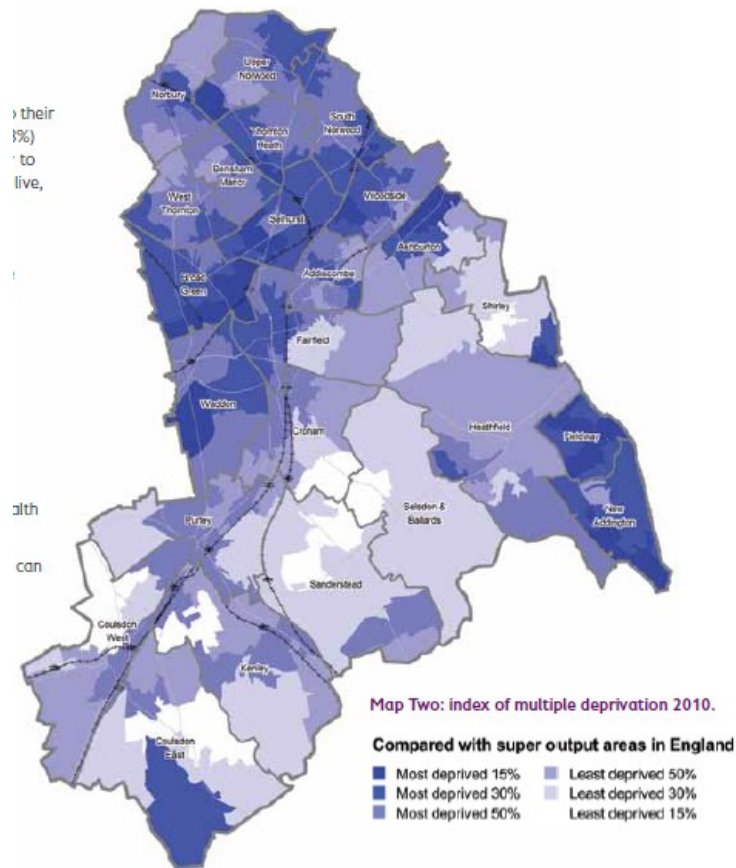 o their
8%)
r to
live,
e
alth
can
Upper
Norwood
Norbury
South
Norwood
Thornton
Heath
Bensham
Manor
West
Thornton
Woodside
Selhurst
Ashburton
Broad
Green
Addiscombe
Shirley
Fairfield
Waddon
Heathfield
Fieldway
Croham
New
Addington
Selsdon &
Ballards
Purley
Sanderstead
Coulsdon
West
Kenley
Coulsdon
East
Map Two: index of multiple deprivation 2010.
Compared with super output areas in England
Most deprived 15%
Most deprived 30%
Most deprived 50%
Least deprived 50%
Least deprived 30%
Least deprived 15%